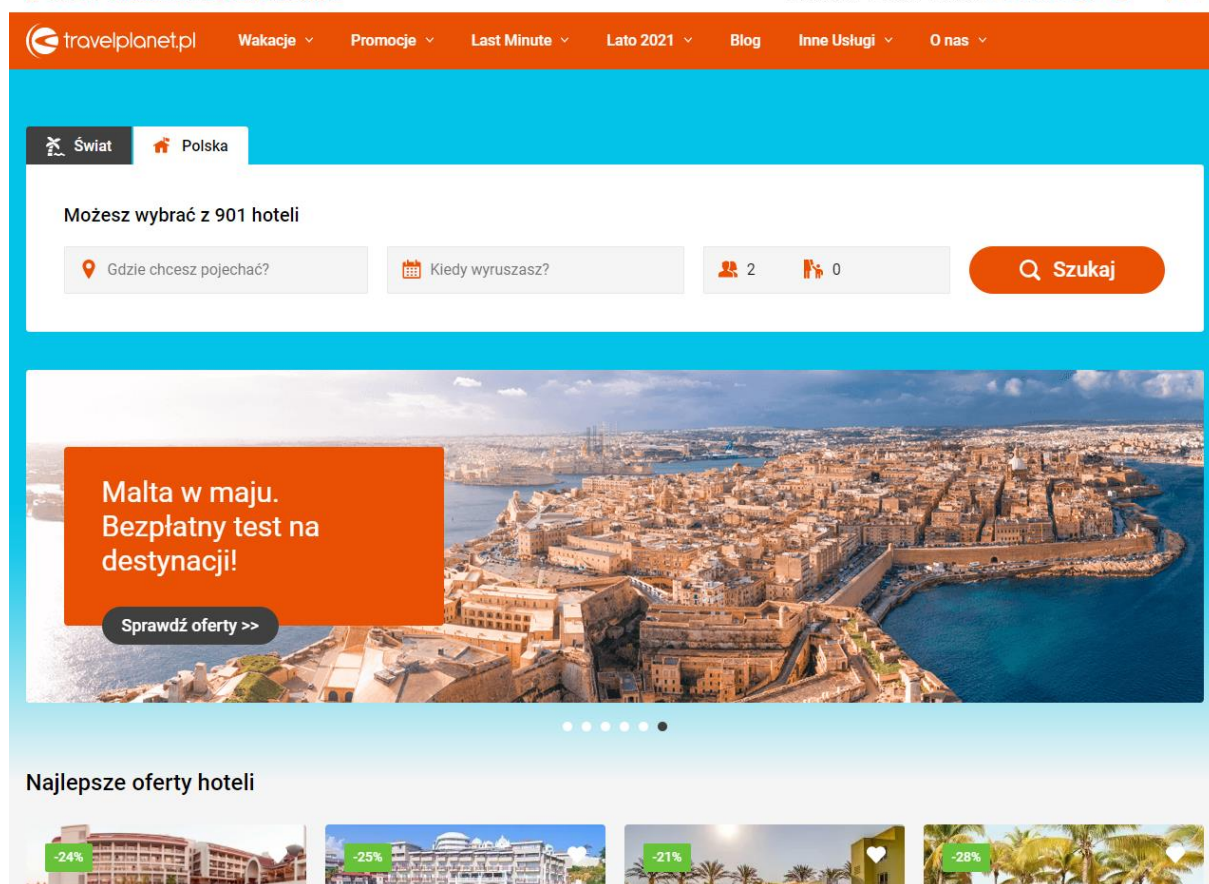 travelplanet.pl Wakacje Promocje Last Minute Lato 2021 Blog Inne Usługi O nas
Świat Polska
Możesz wybrać z 901 hoteli
Gdzie chcesz pojechać? Kiedy wyruszasz? 2 0 Szukaj
Malta w maju.
Bezpłatny test na
destynacji!
Sprawdź oferty >>
Najlepsze oferty hoteli
-24% -25% -21% -28%